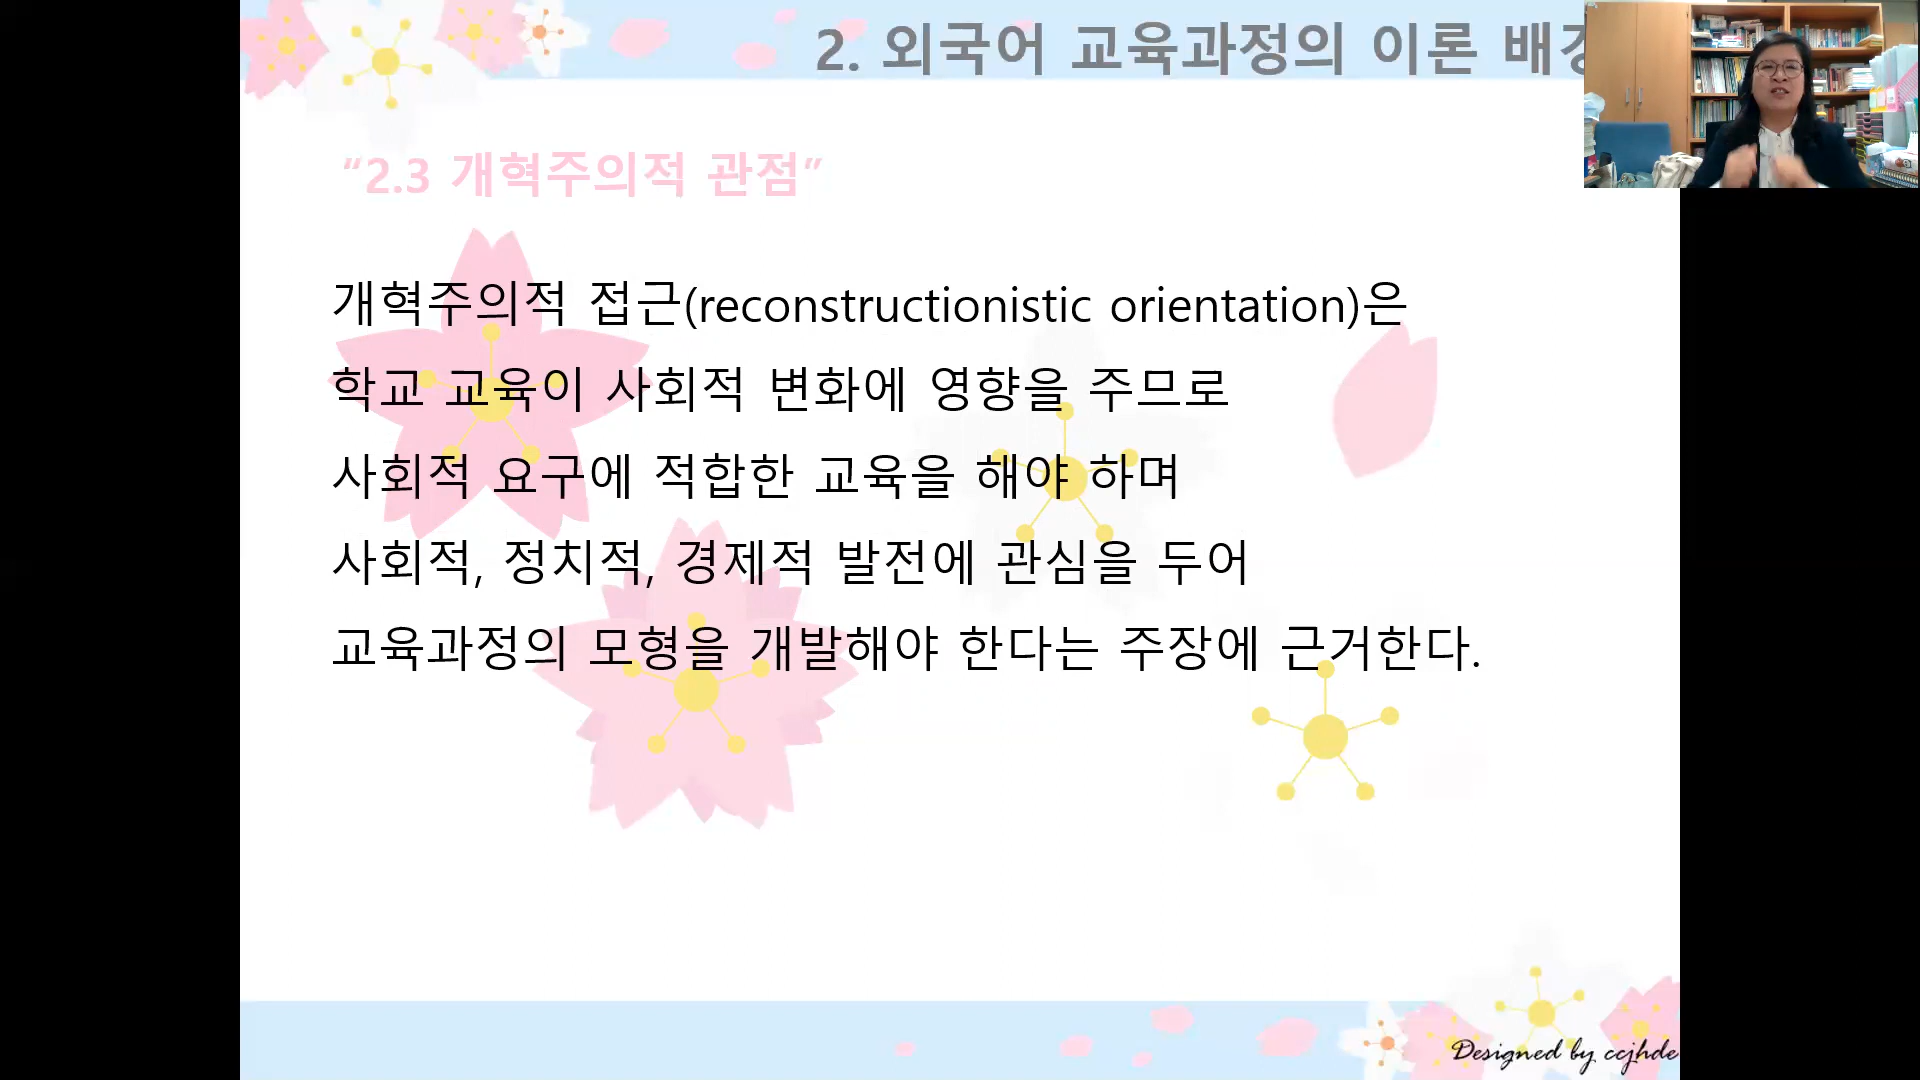 2. 외국어 교육과정의 이론
“2.3 개혁주의적 관점”
개혁주의적 접근(reconstructionistic orientation)은
학교 교육이 사회적 변화에 영향을 주므로
사회적 요구에 적합한 교육을 해야 하며
사회적, 정치적, 경제적 발전에 관심을 두어
교육과정의 모형을 개발해야 한다는 주장에 근거한다.
Designed by ccjhde